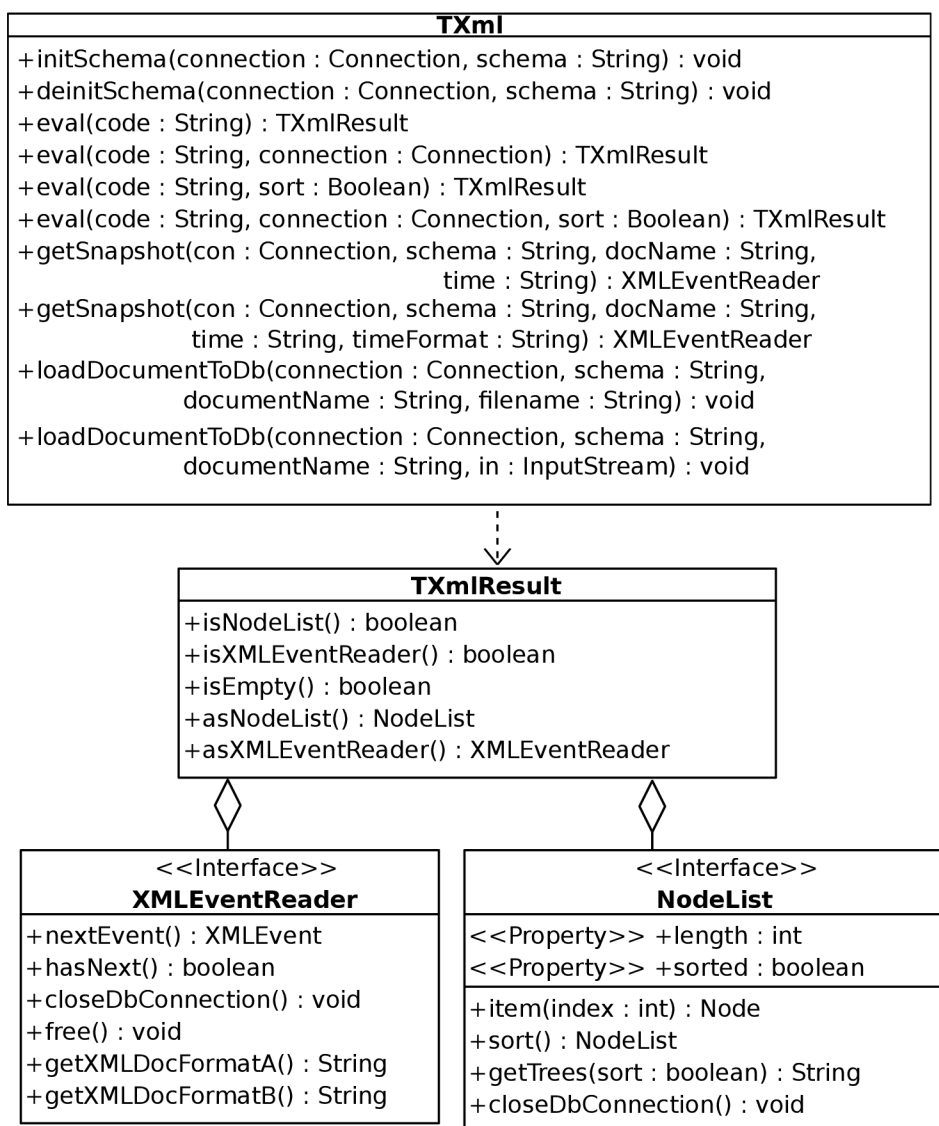 TXml
+initSchema(connection : Connection, schema : String) : void
+deinitSchema(connection : Connection, schema : String) : void
+eval(code : String) : TXmlResult
+eval(code : String, connection : Connection) : TXmlResult
+eval(code : String, sort : Boolean) : TXmlResult
+eval(code : String, connection : Connection, sort : Boolean) : TXmlResult
+getSnapshot(con : Connection, schema : String, docName : String,
time : String) : XMLEventReader
+getSnapshot(con : Connection, schema : String, docName : String,
time : String, timeFormat : String) : XMLEventReader
+loadDocumentToDb(connection : Connection, schema : String,
documentName : String, filename : String) : void
+loadDocumentToDb(connection : Connection, schema : String,
documentName : String, in : InputStream) : void
TXmlResult
+isNodeList() : boolean
+isXMLEventReader() : boolean
+isEmpty() : boolean
+asNodeList() : NodeList
+asXMLEventReader() : XMLEventReader
<<Interface>>
XMLEventReader
+nextEvent() : XMLEvent
+hasNext() : boolean
+closeDbConnection() : void
+free() : void
+getXMLDocFormatA() : String
+getXMLDocFormatB() : String
<<Interface>>
NodeList
<<Property>> +length : int
<<Property>> +sorted : boolean
+item(index : int) : Node
+sort() : NodeList
+getTrees(sort : boolean) : String
+closeDbConnection() : void